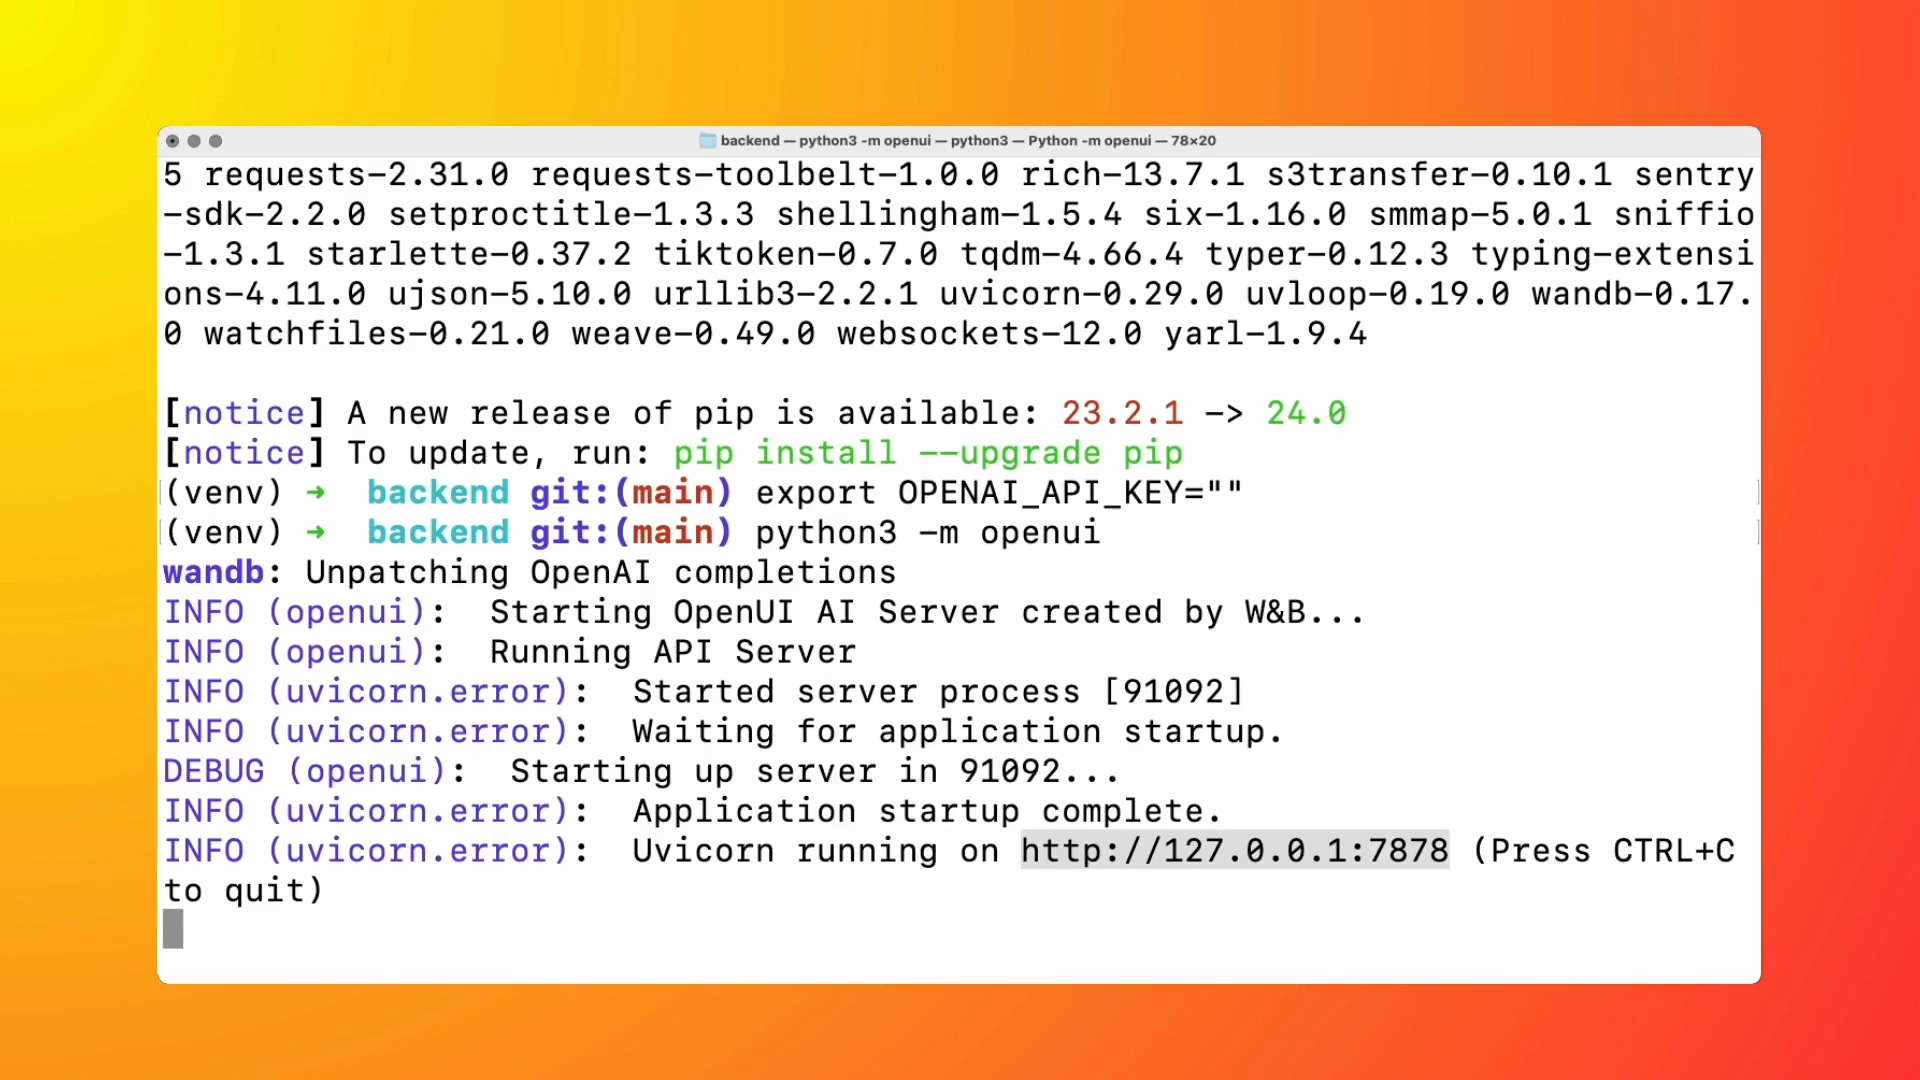 backend — python3 -m openui — python3 — Python -m openui — 78×20
5 requests-2.31.0 requests-toolbelt-1.0.0 rich-13.7.1 s3transfer-0.10.1 sentry
-sdk-2.2.0 setproctitle-1.3.3 shellingham-1.5.4 six-1.16.0 smmap-5.0.1 sniffio
-1.3.1 starlette-0.37.2 tiktoken-0.7.0 tqdm-4.66.4 typer-0.12.3 typing-extensi
ons-4.11.0 ujson-5.10.0 urllib3-2.2.1 uvicorn-0.29.0 uvloop-0.19.0 wandb-0.17.
0 watchfiles-0.21.0 weave-0.49.0 websockets-12.0 yarl-1.9.4
[notice] A new release of pip is available: 23.2.1 -> 24.0
[notice] To update, run: pip install --upgrade pip
(venv) ➜  backend git:(main) export OPENAI_API_KEY=""
(venv) ➜  backend git:(main) python3 -m openui
wandb: Unpatching OpenAI completions
INFO (openui):  Starting OpenUI AI Server created by W&B...
INFO (openui):  Running API Server
INFO (uvicorn.error):  Started server process [91092]
INFO (uvicorn.error):  Waiting for application startup.
DEBUG (openui):  Starting up server in 91092...
INFO (uvicorn.error):  Application startup complete.
INFO (uvicorn.error):  Uvicorn running on http://127.0.0.1:7878 (Press CTRL+C
to quit)